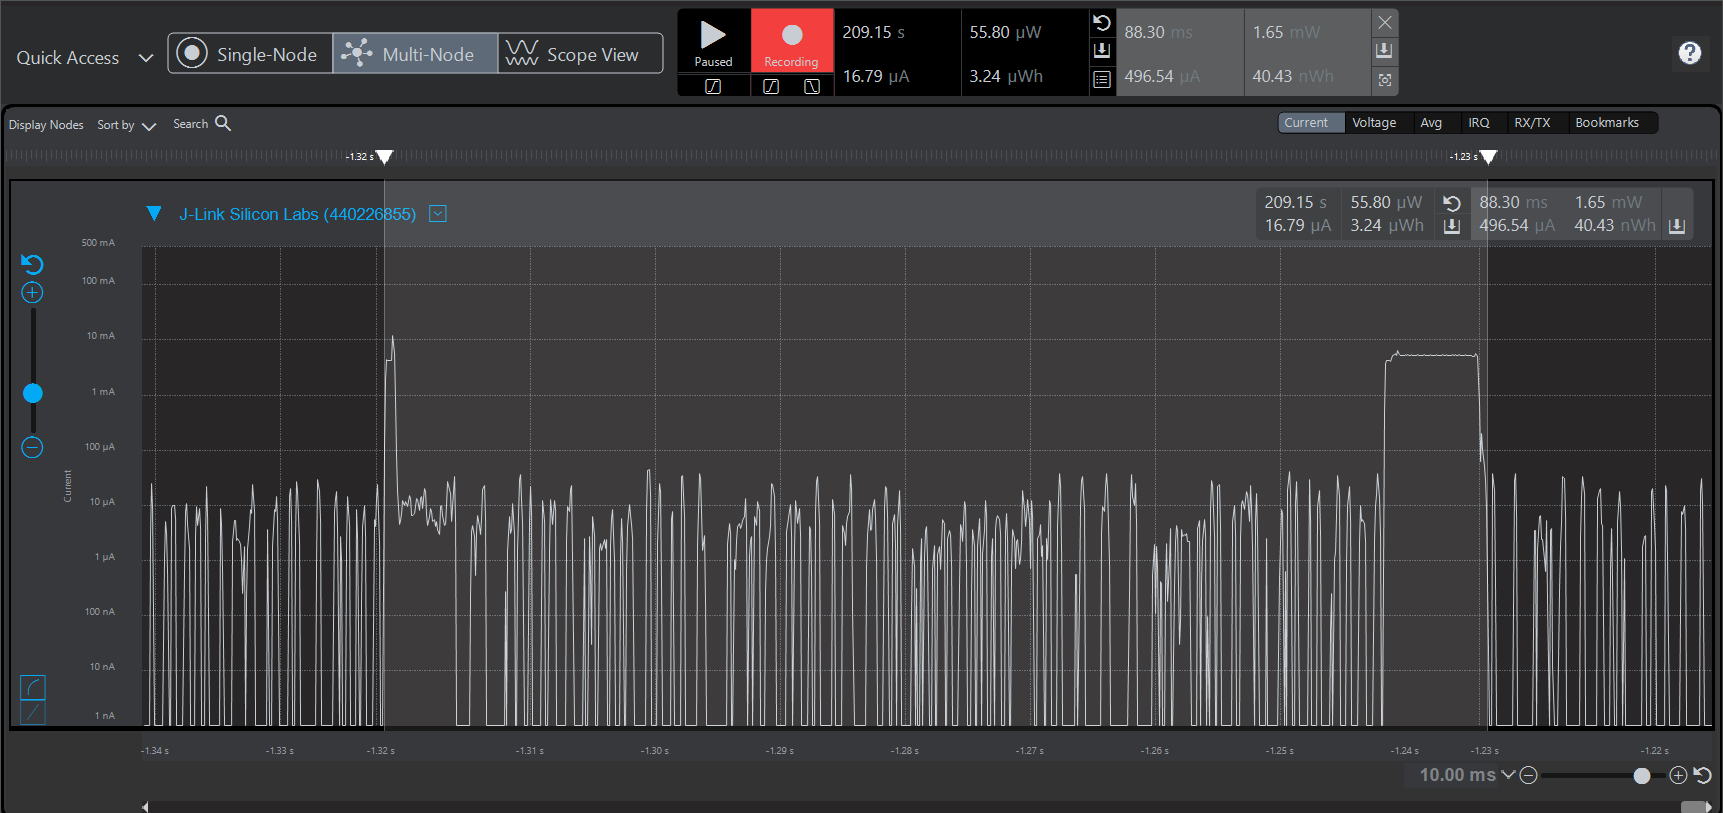 Quick Access
Single-Node
Multi-Node
Scope View
Paused
Recording
209.15 s
55.80 µW
16.79 µA
3.24 µWh
88.30 ms
1.65 mW
496.54 µA
40.43 nWh
?
Display Nodes
Sort by
Search
Current
Voltage
Avg
IRQ
RX/TX
Bookmarks
-1.32 s
-1.23 s
J-Link Silicon Labs (440226855)
209.15 s
55.80 µW
16.79 µA
3.24 µWh
88.30 ms
1.65 mW
496.54 µA
40.43 nWh
500 mA
100 mA
10 mA
1 mA
100 µA
10 µA
1 µA
100 nA
10 nA
1 nA
Current
-1.34 s
-1.33 s
-1.32 s
-1.31 s
-1.30 s
-1.29 s
-1.28 s
-1.27 s
-1.26 s
-1.25 s
-1.24 s
-1.23 s
-1.22 s
10.00 ms